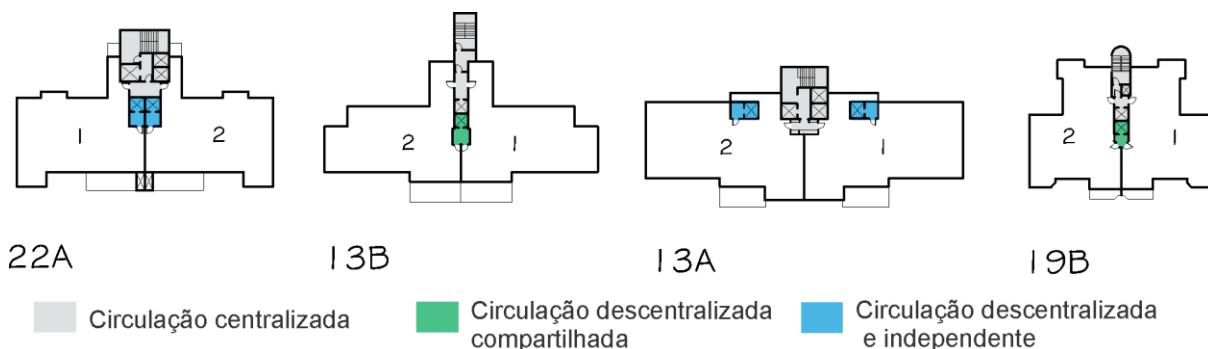 1 2
2 1
2 1
2 1
22A
13B
13A
19B
Circulação centralizada
Circulação descentralizada
compartilhada
Circulação descentralizada
e independente